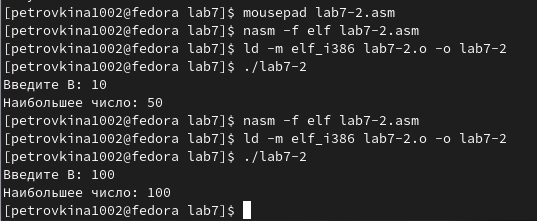 [petrovkina1002@fedora lab7]$ mousepad lab7-2.asm
[petrovkina1002@fedora lab7]$ nasm -f elf lab7-2.asm
[petrovkina1002@fedora lab7]$ ld -m elf_i386 lab7-2.o -o lab7-2
[petrovkina1002@fedora lab7]$ ./lab7-2
Введите B: 10
Наибольшее число: 50
[petrovkina1002@fedora lab7]$ nasm -f elf lab7-2.asm
[petrovkina1002@fedora lab7]$ ld -m elf_i386 lab7-2.o -o lab7-2
[petrovkina1002@fedora lab7]$ ./lab7-2
Введите B: 100
Наибольшее число: 100
[petrovkina1002@fedora lab7]$